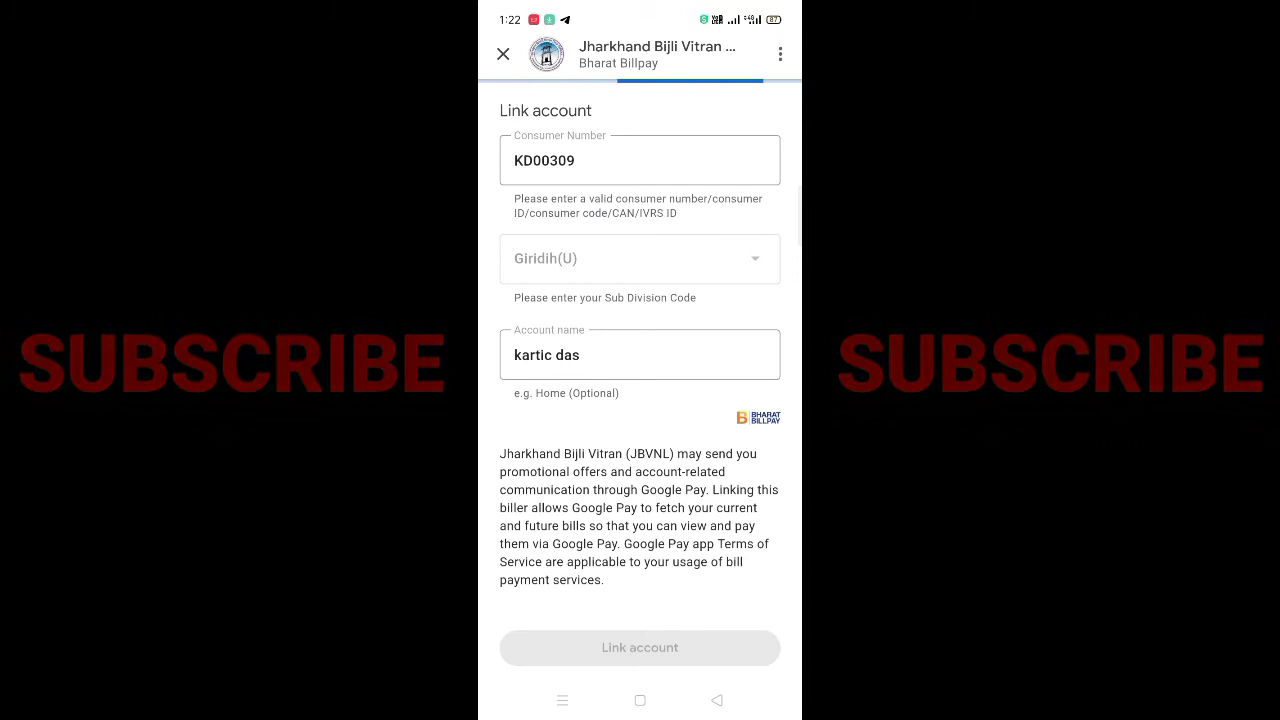 1:22
87
Jharkhand Bijli Vitran ...
Bharat Billpay
Link account
Consumer Number
KD00309
Please enter a valid consumer number/consumer
ID/consumer code/CAN/IVRS ID
Giridih(U)
Please enter your Sub Division Code
Account name
kartic das
e.g. Home (Optional)
B BHARAT
BILLPAY
Jharkhand Bijli Vitran (JBVNL) may send you
promotional offers and account-related
communication through Google Pay. Linking this
biller allows Google Pay to fetch your current
and future bills so that you can view and pay
them via Google Pay. Google Pay app Terms of
Service are applicable to your usage of bill
payment services.
Link account
SUBSCRIBE
SUBSCRIBE